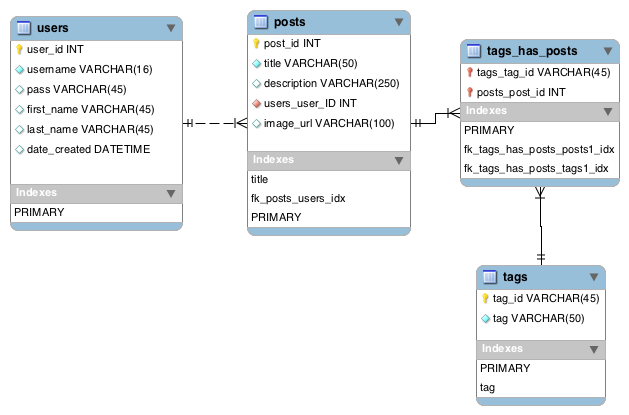 users
user_id INT
username VARCHAR(16)
pass VARCHAR(45)
first_name VARCHAR(45)
last_name VARCHAR(45)
date_created DATETIME
Indexes
PRIMARY
posts
post_id INT
title VARCHAR(50)
description VARCHAR(250)
users_user_ID INT
image_url VARCHAR(100)
Indexes
title
fk_posts_users_idx
PRIMARY
tags_has_posts
tags_tag_id VARCHAR(45)
posts_post_id INT
Indexes
PRIMARY
fk_tags_has_posts_posts1_idx
fk_tags_has_posts_tags1_idx
tags
tag_id VARCHAR(45)
tag VARCHAR(50)
Indexes
PRIMARY
tag